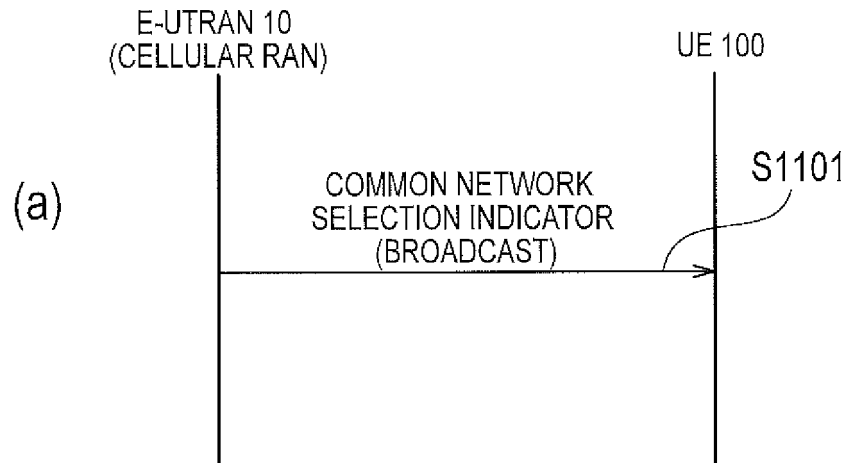 E-UTRAN 10
(CELLULAR RAN)
UE 100
(a)
COMMON NETWORK
SELECTION INDICATOR
(BROADCAST)
S1101